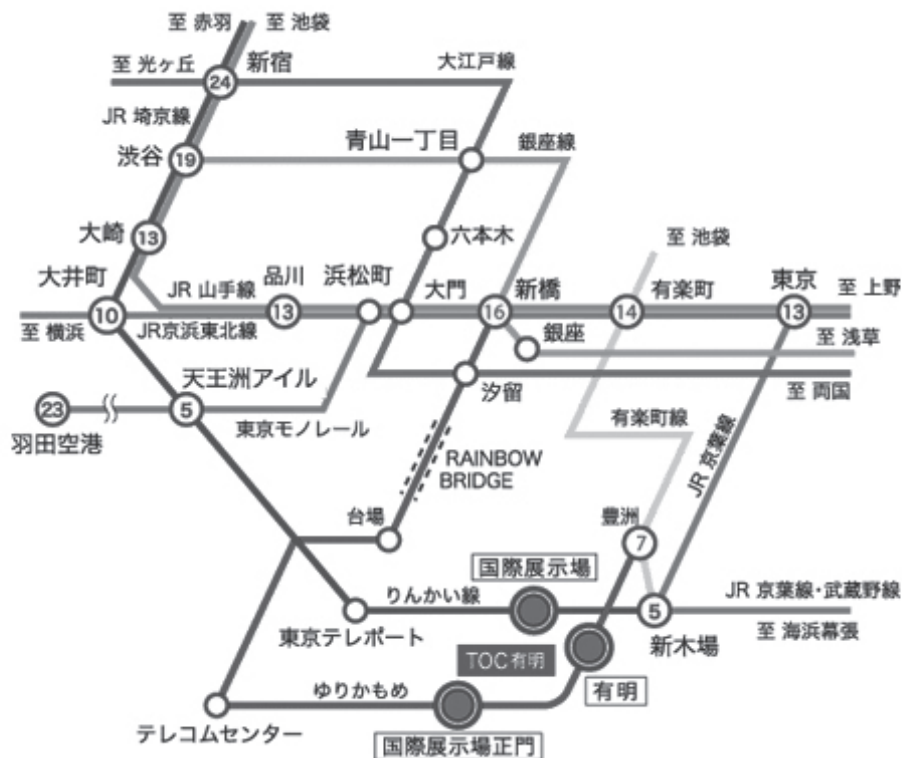 至 赤羽
至 池袋
至 光ヶ丘
新宿
24
大江戸線
JR 埼京線
青山一丁目
銀座線
渋谷
19
大崎
13
六本木
至 池袋
大井町
品川
浜松町
JR 山手線
大門
新橋
有楽町
東京
至 上野
10
13
16
14
13
至 横浜
JR京浜東北線
銀座
至 浅草
天王洲アイル
汐留
至 両国
23
5
羽田空港
東京モノレール
有楽町線
RAINBOW
BRIDGE
JR 京葉線
台場
豊洲
7
国際展示場
りんかい線
5
JR 京葉線・武蔵野線
東京テレポート
新木場
至 海浜幕張
TOC有明
有明
ゆりかもめ
テレコムセンター
国際展示場正門